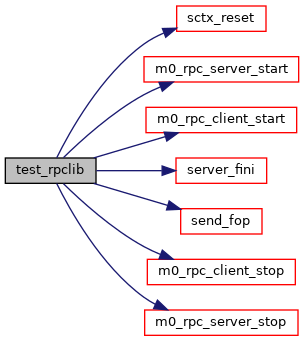 sctx_reset
m0_rpc_server_start
m0_rpc_client_start
test_rpclib
server_fini
send_fop
m0_rpc_client_stop
m0_rpc_server_stop